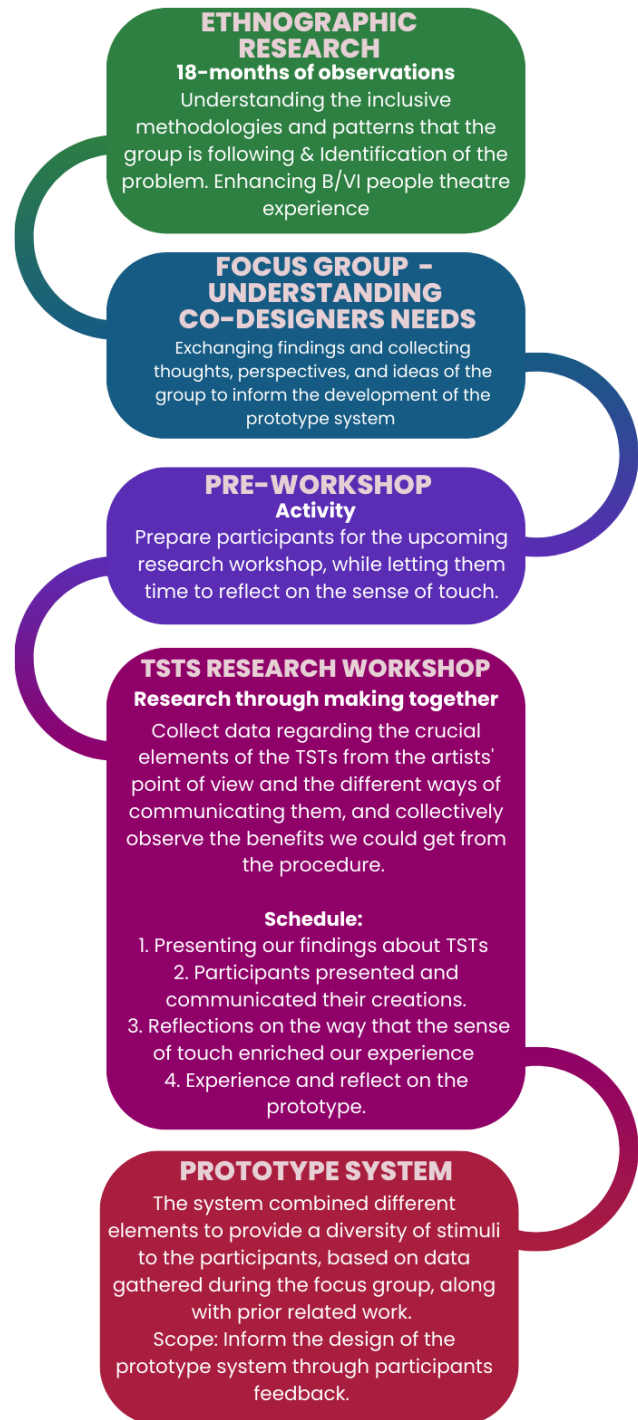 ETHNOGRAPHIC
RESEARCH
18-months of observations
Understanding the inclusive
methodologies and patterns that the
group is following & Identification of the
problem. Enhancing B/VI people theatre
experience
FOCUS GROUP -
UNDERSTANDING
CO-DESIGNERS NEEDS
Exchanging findings and collecting
thoughts, perspectives, and ideas of the
group to inform the development of the
prototype system
PRE-WORKSHOP
Activity
Prepare participants for the upcoming
research workshop, while letting them
time to reflect on the sense of touch.
TSTS RESEARCH WORKSHOP
Research through making together
Collect data regarding the crucial
elements of the TSTs from the artists'
point of view and the different ways of
communicating them, and collectively
observe the benefits we could get from
the procedure.
Schedule:
1. Presenting our findings about TSTs
2. Participants presented and
communicated their creations.
3. Reflections on the way that the sense
of touch enriched our experience
4. Experience and reflect on the
prototype.
PROTOTYPE SYSTEM
The system combined different
elements to provide a diversity of stimuli
to the participants, based on data
gathered during the focus group, along
with prior related work.
Scope: Inform the design of the
prototype system through participants
feedback.